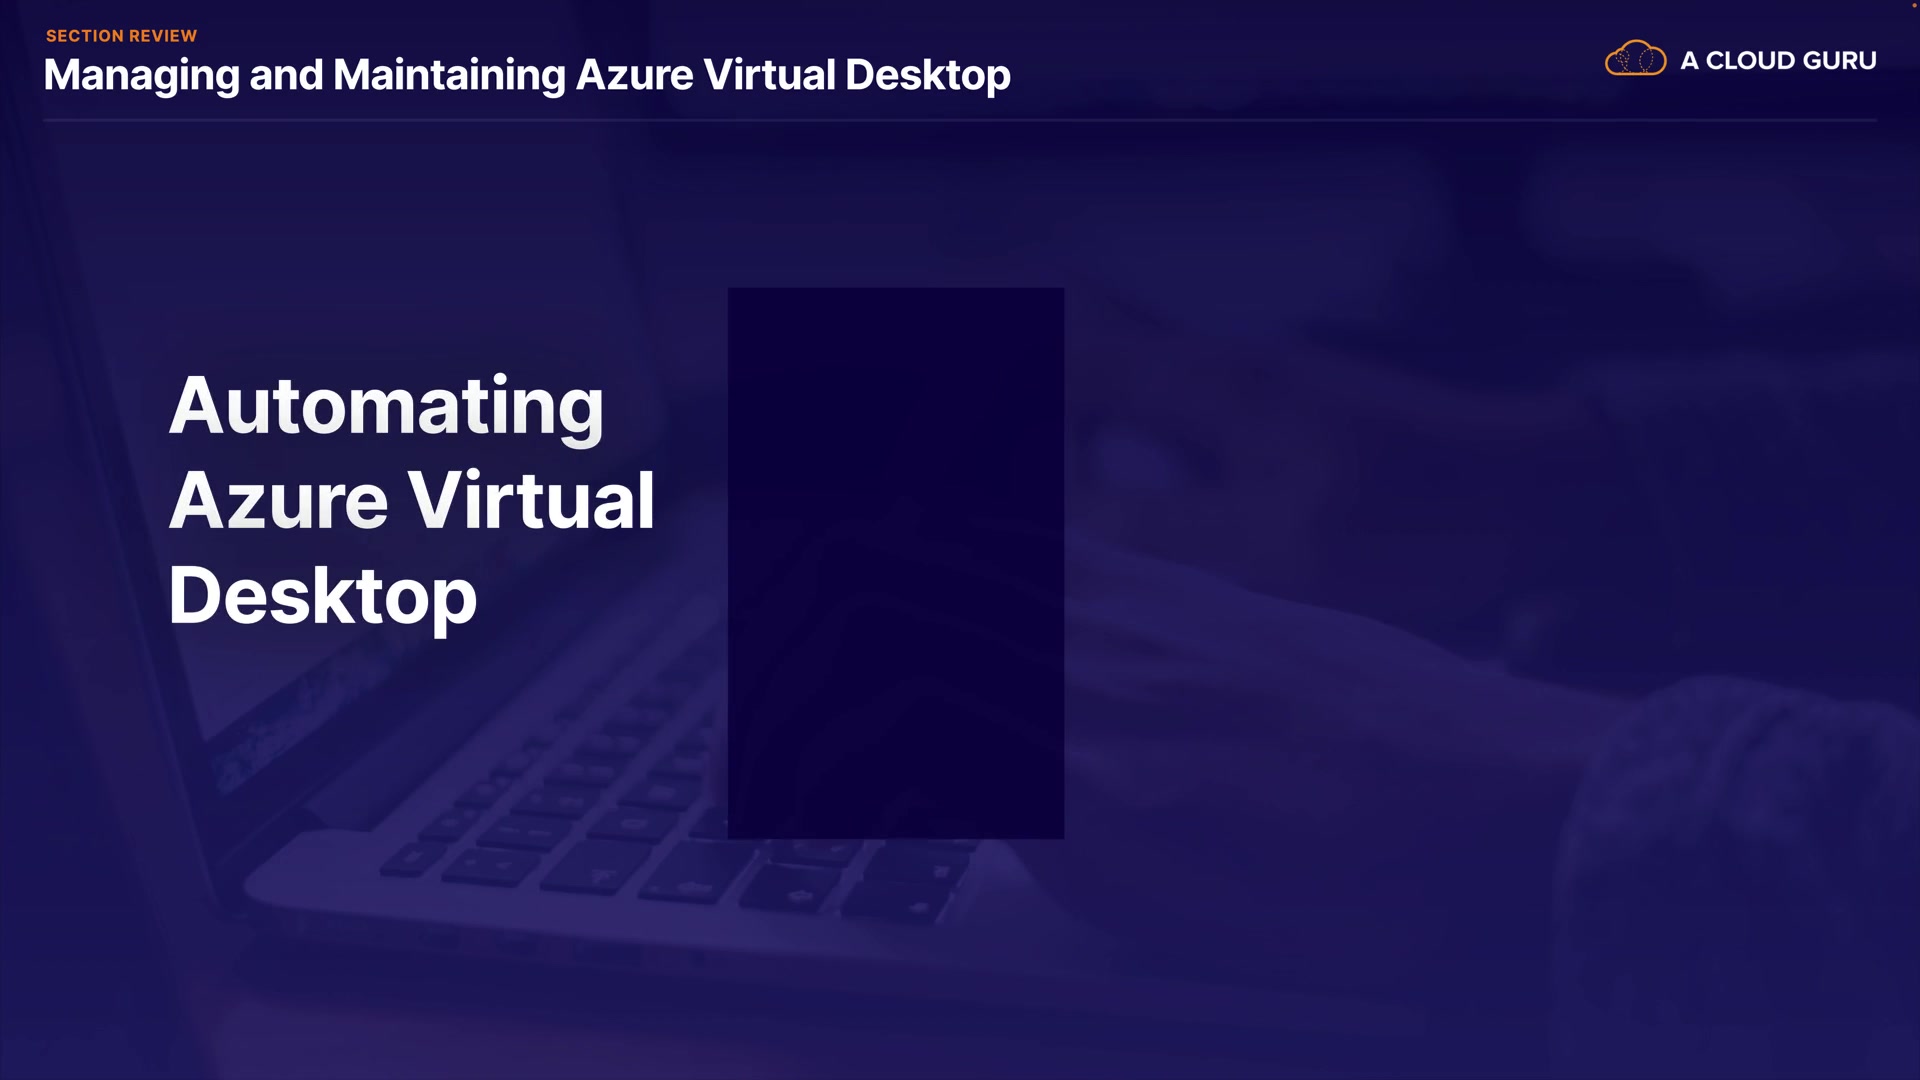 SECTION REVIEW
Managing and Maintaining Azure Virtual Desktop
A CLOUD GURU
Automating
Azure Virtual
Desktop